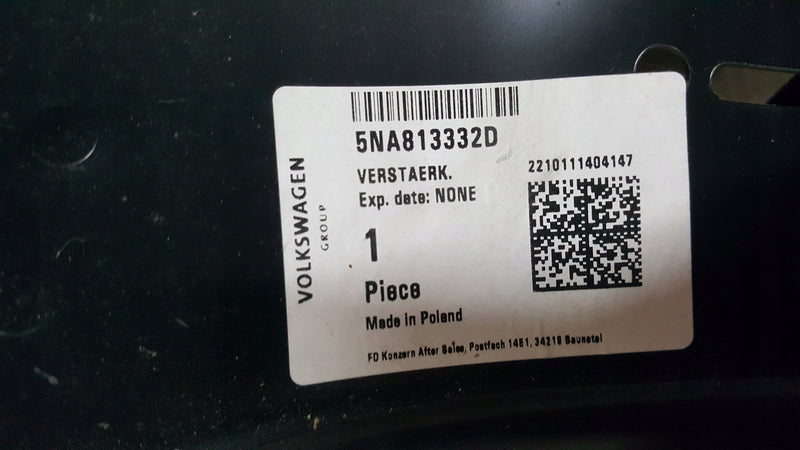 VOLKSWAGEN
GROUP
5NA813332D
VERSTAERK.
Exp. date: NONE
1
Piece
Made in Poland
2210111404147
FD Konzern After Sales, Postfach 1451, 34219 Baunatal